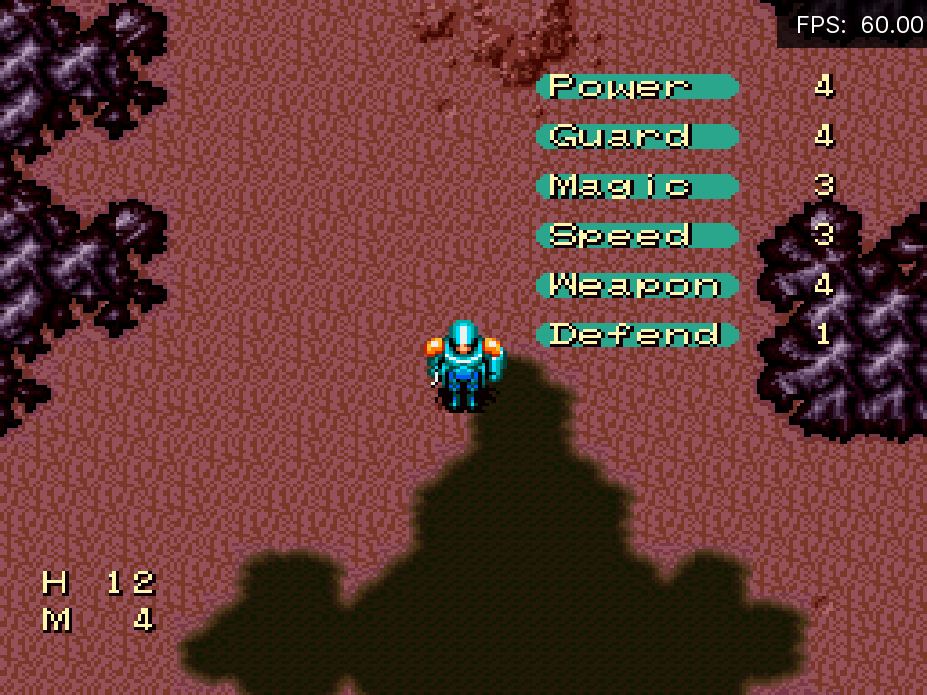 FPS: 60.00
Power 4
Guard 4
Magic 3
Speed 3
Weapon 4
Defend 1
H 12
M 4